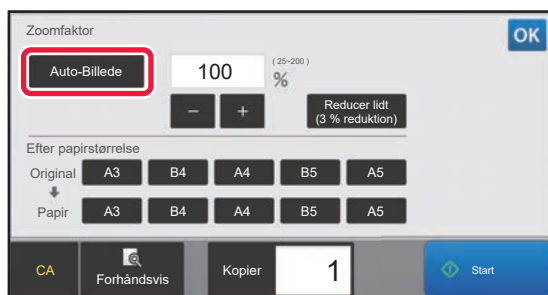 Zoomfaktor
OK
Auto-Billede
100
(25~200)
%
−
+
Reducer lidt
(3 % reduktion)
Efter papirstørrelse
Original A3 B4 A4 B5 A5
Papir A3 B4 A4 B5 A5
CA
Forhåndsvis
Kopier
1
Start